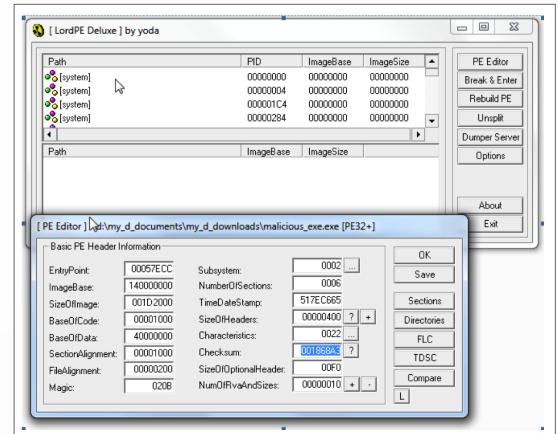 [ LordPE Deluxe ] by yoda
Path PID ImageBase ImageSize
[system] 00000000 00000000 00000000
[system] 00000004 00000000 00000000
[system] 000001C4 00000000 00000000
[system] 00000284 00000000 00000000
Path ImageBase ImageSize
PE Editor
Break & Enter
Rebuild PE
Unsplit
Dumper Server
Options
About
Exit
[ PE Editor ] d:\my_d_documents\my_d_downloads\malicious_exe.exe [PE32+]
Basic PE Header Information
EntryPoint: 00057ECC Subsystem: 0002 ...
ImageBase: 140000000 NumberOfSections: 0006
SizeOfImage: 001D2000 TimeDateStamp: 517EC665
BaseOfCode: 00001000 SizeOfHeaders: 00000400 ? +
BaseOfData: 40000000 Characteristics: 0022 ...
SectionAlignment: 00001000 Checksum: 001868A3 ?
FileAlignment: 00000200 SizeOfOptionalHeader: 00F0
Magic: 020B NumOfRvaAndSizes: 00000010 + -
OK
Save
Sections
Directories
FLC
TDSC
Compare
L